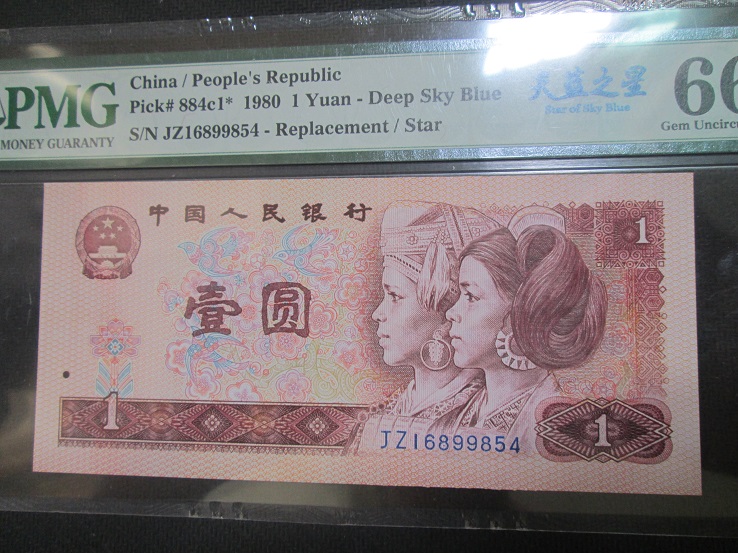 PMG
MONEY GUARANTY
China / People's Republic
Pick# 884c1* 1980 1 Yuan - Deep Sky Blue
S/N JZ16899854 - Replacement / Star
天蓝之星
Star of Sky Blue
66
Gem Uncircu
中国人民银行
1
壹圆
1
JZ16899854
1